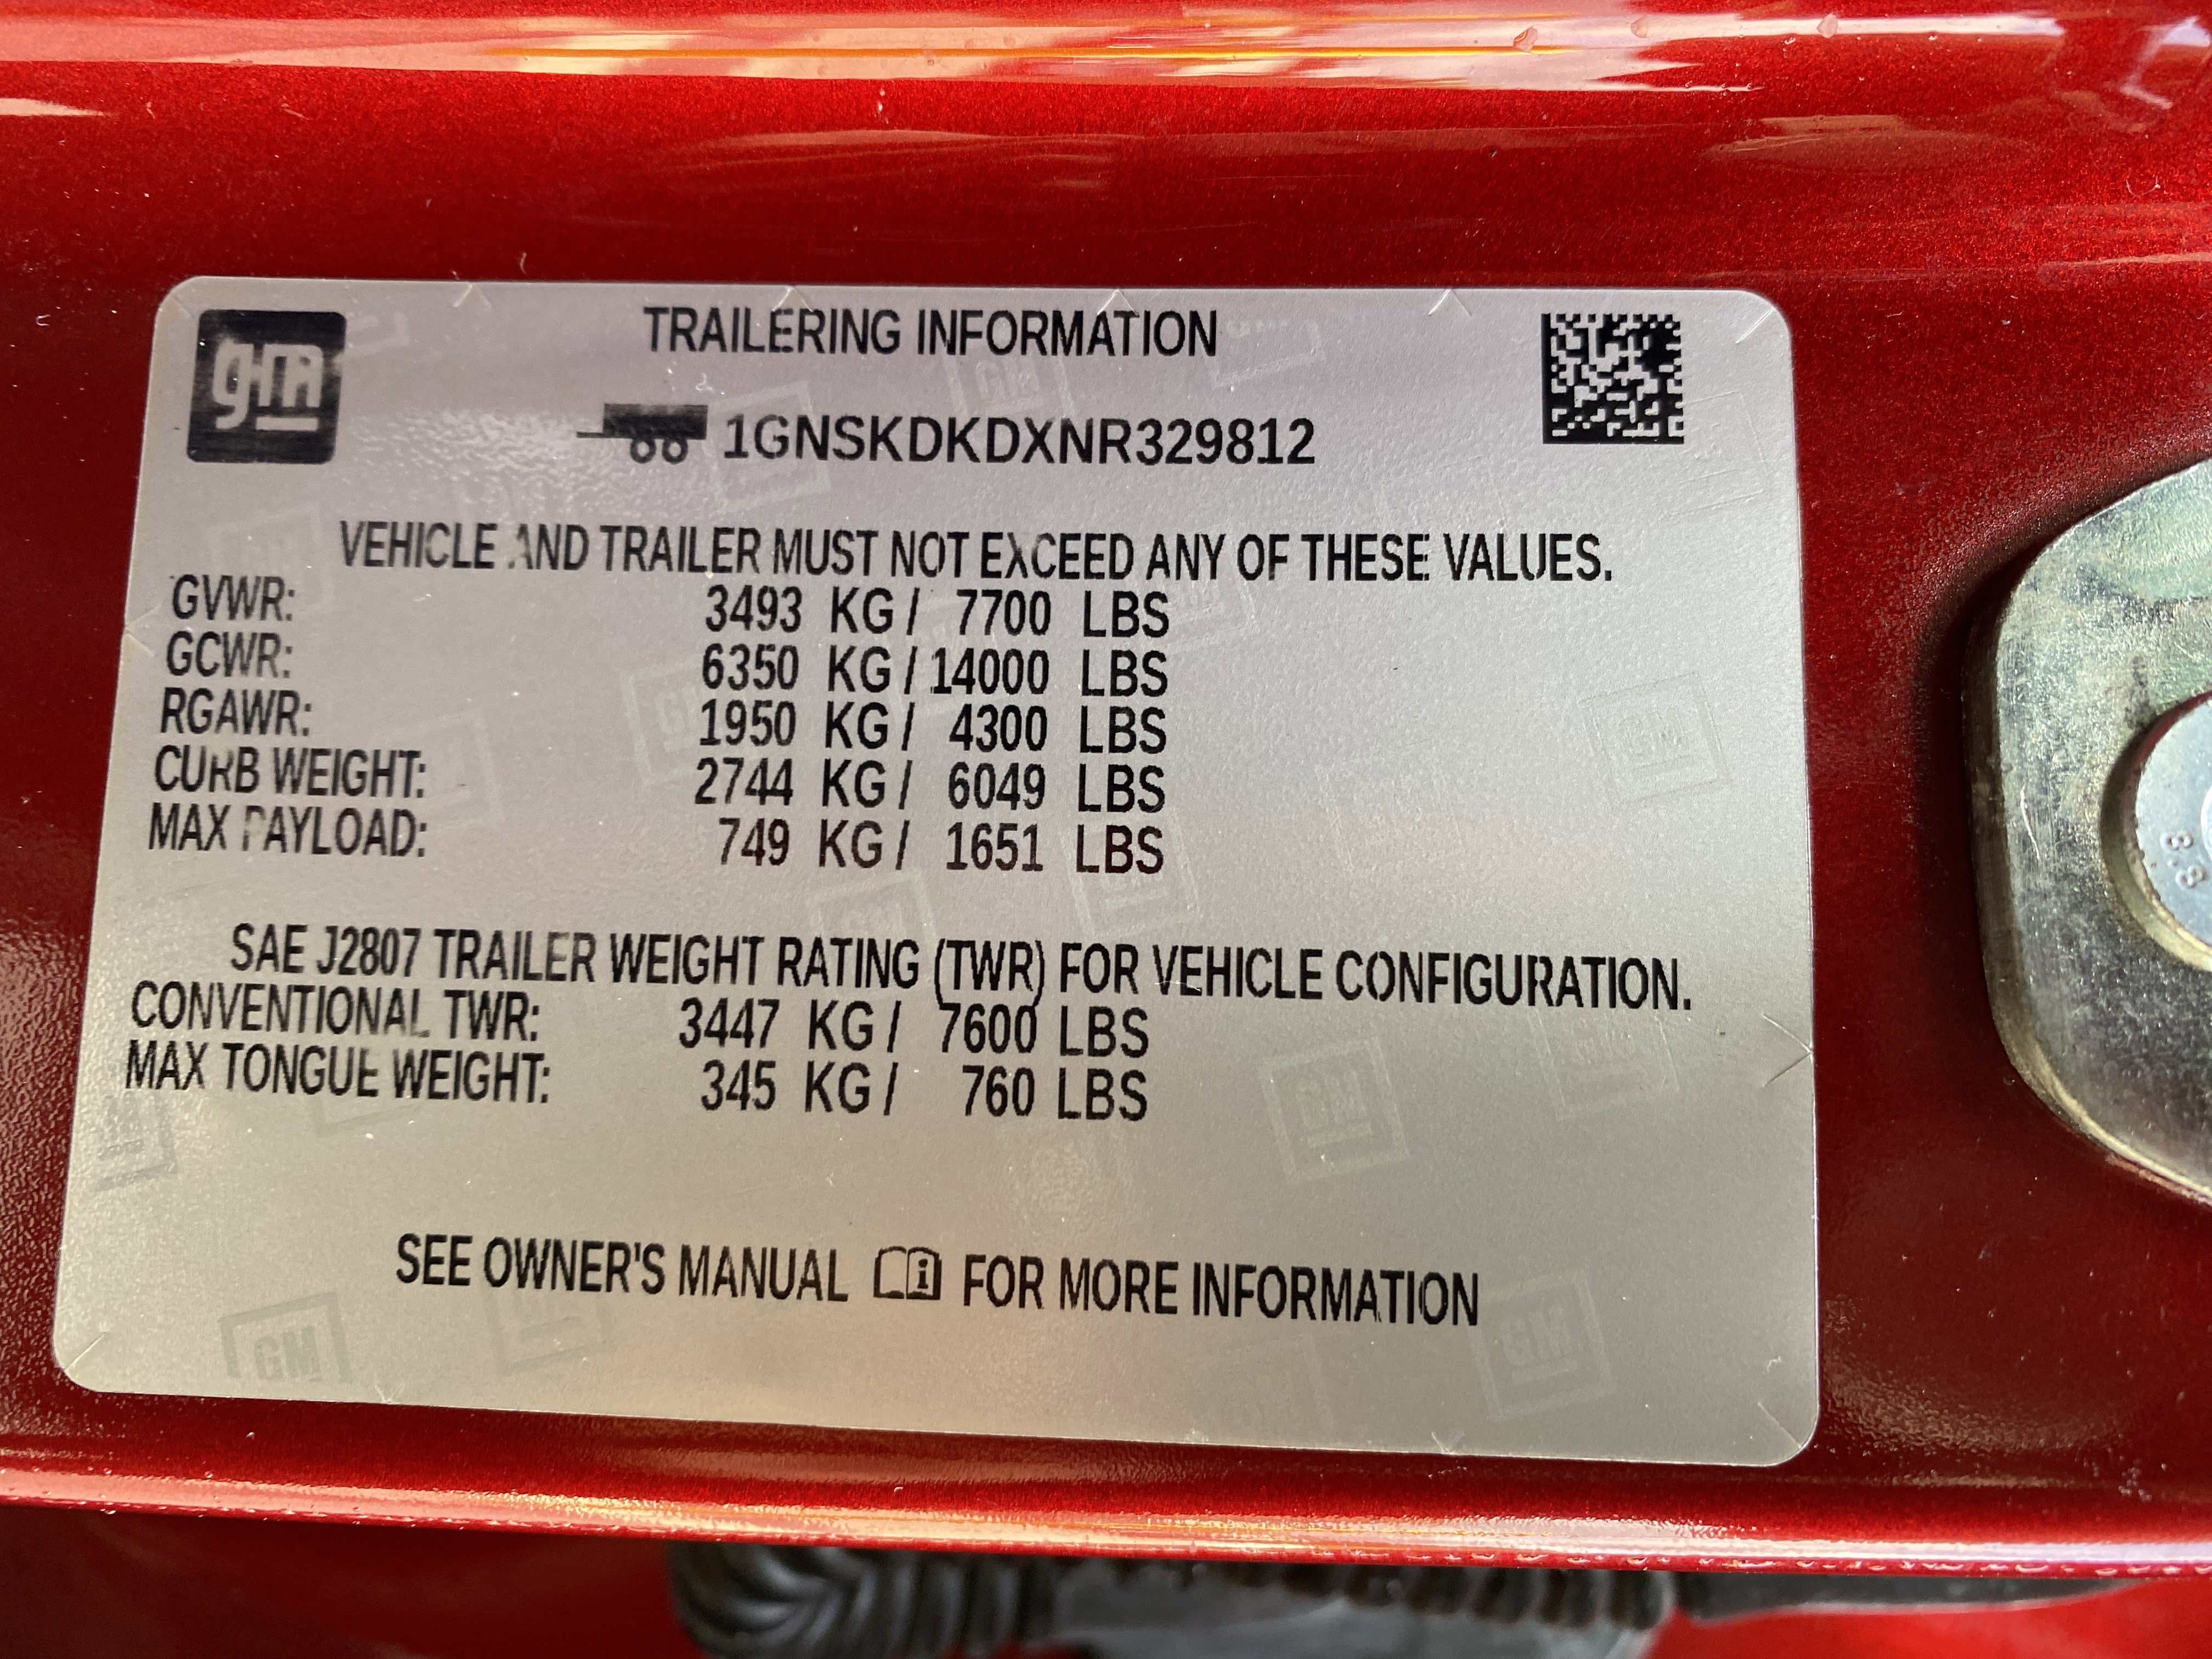 gm
TRAILERING INFORMATION
1GNSKDKDXNR329812
VEHICLE AND TRAILER MUST NOT EXCEED ANY OF THESE VALUES.
GVWR: 3493 KG / 7700 LBS
GCWR: 6350 KG / 14000 LBS
RGAWR: 1950 KG / 4300 LBS
CURB WEIGHT: 2744 KG / 6049 LBS
MAX PAYLOAD: 749 KG / 1651 LBS
SAE J2807 TRAILER WEIGHT RATING (TWR) FOR VEHICLE CONFIGURATION.
CONVENTIONAL TWR: 3447 KG / 7600 LBS
MAX TONGUE WEIGHT: 345 KG / 760 LBS
SEE OWNER'S MANUAL i FOR MORE INFORMATION
GM
8.8